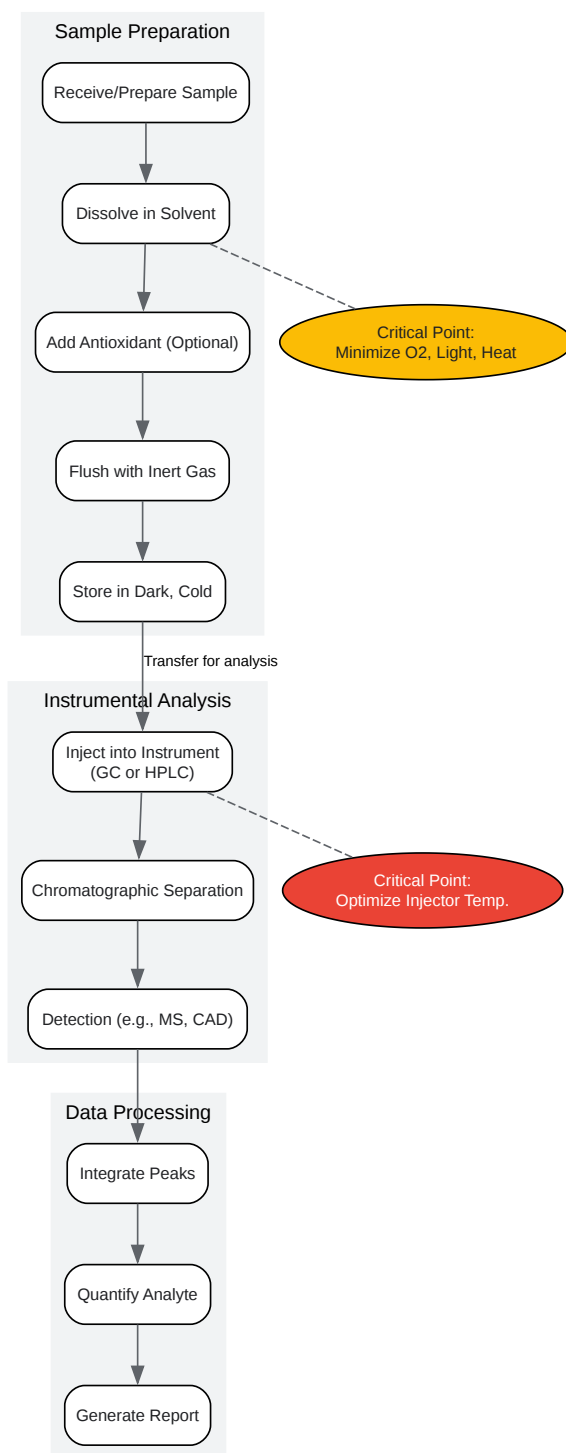 Sample Preparation
Receive/Prepare Sample
Dissolve in Solvent
Add Antioxidant (Optional)
Critical Point:
Minimize O2, Light, Heat
Flush with Inert Gas
Store in Dark, Cold
Transfer for analysis
Instrumental Analysis
Inject into Instrument
(GC or HPLC)
Chromatographic Separation
Critical Point:
Optimize Injector Temp.
Detection (e.g., MS, CAD)
Data Processing
Integrate Peaks
Quantify Analyte
Generate Report